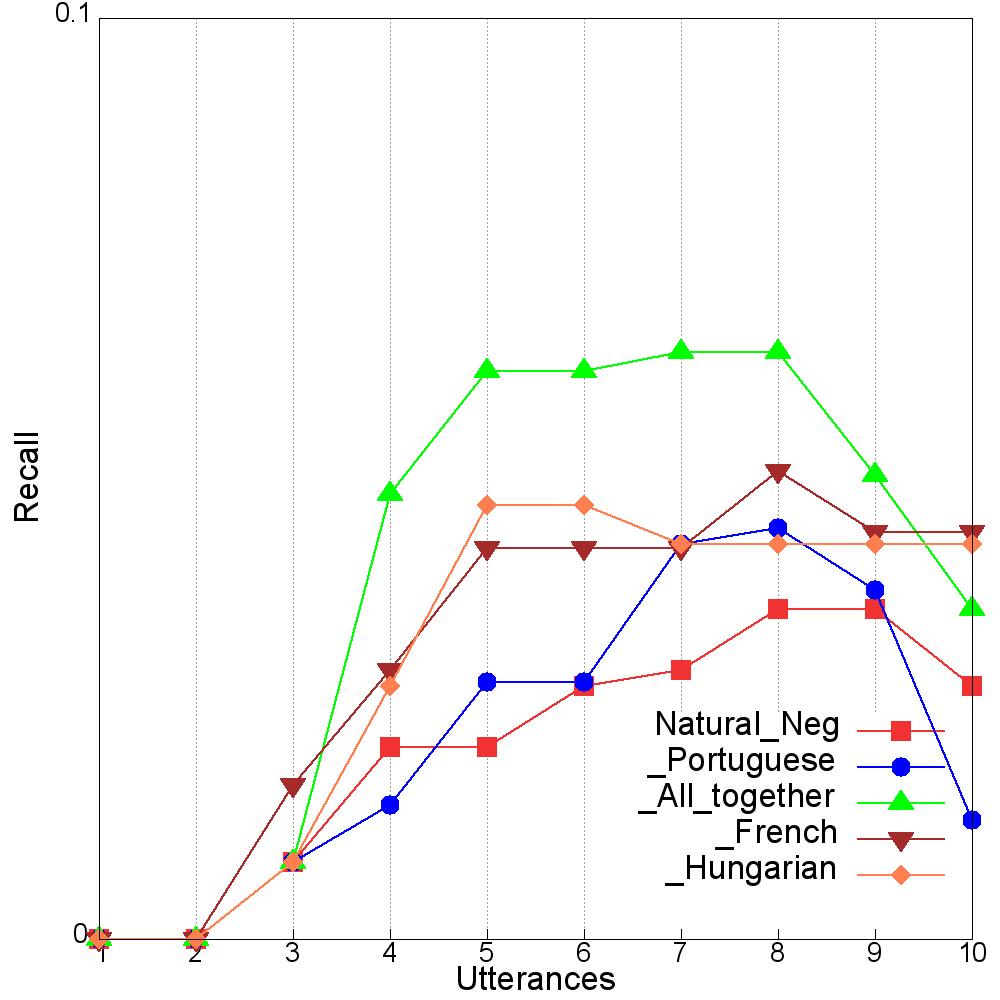 0.1
Recall
Natural_Neg
_Portuguese
_All_together
_French
_Hungarian
0
1 2 3 4 5 6 7 8 9 10
Utterances